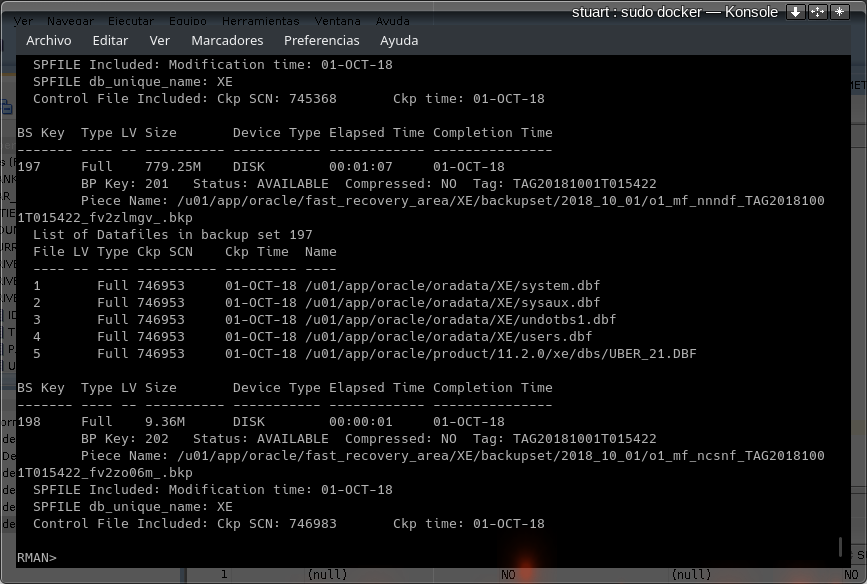 Ver Navegar Ejecutar Equipo Herramientas Ventana Ayuda
stuart : sudo docker — Konsole
Archivo Editar Ver Marcadores Preferencias Ayuda
SPFILE Included: Modification time: 01-OCT-18
SPFILE db_unique_name: XE
Control File Included: Ckp SCN: 745368 Ckp time: 01-OCT-18
BS Key Type LV Size Device Type Elapsed Time Completion Time
------- ---- -- ---------- ----------- ------------ ---------------
197 Full 779.25M DISK 00:01:07 01-OCT-18
BP Key: 201 Status: AVAILABLE Compressed: NO Tag: TAG20181001T015422
Piece Name: /u01/app/oracle/fast_recovery_area/XE/backupset/2018_10_01/o1_mf_nnndf_TAG2018100
1T015422_fv2zlmgv_.bkp
List of Datafiles in backup set 197
File LV Type Ckp SCN Ckp Time Name
---- -- ---- ---------- --------- ----
1 Full 746953 01-OCT-18 /u01/app/oracle/oradata/XE/system.dbf
2 Full 746953 01-OCT-18 /u01/app/oracle/oradata/XE/sysaux.dbf
3 Full 746953 01-OCT-18 /u01/app/oracle/oradata/XE/undotbs1.dbf
4 Full 746953 01-OCT-18 /u01/app/oracle/oradata/XE/users.dbf
5 Full 746953 01-OCT-18 /u01/app/oracle/product/11.2.0/xe/dbs/UBER_21.DBF
BS Key Type LV Size Device Type Elapsed Time Completion Time
------- ---- -- ---------- ----------- ------------ ---------------
198 Full 9.36M DISK 00:00:01 01-OCT-18
BP Key: 202 Status: AVAILABLE Compressed: NO Tag: TAG20181001T015422
Piece Name: /u01/app/oracle/fast_recovery_area/XE/backupset/2018_10_01/o1_mf_ncsnf_TAG2018100
1T015422_fv2zo06m_.bkp
SPFILE Included: Modification time: 01-OCT-18
SPFILE db_unique_name: XE
Control File Included: Ckp SCN: 746983 Ckp time: 01-OCT-18
RMAN>
1 (null) NO (null) NO